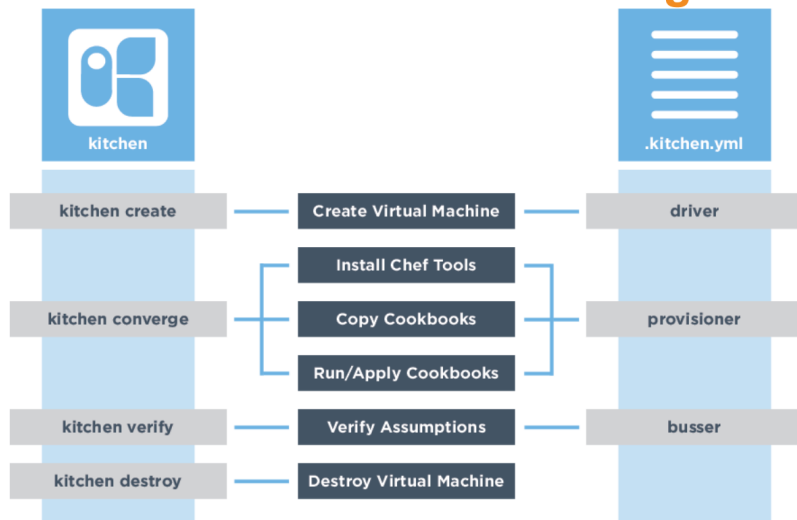 g
kitchen
.kitchen.yml
kitchen create
Create Virtual Machine
driver
Install Chef Tools
kitchen converge
Copy Cookbooks
provisioner
Run/Apply Cookbooks
kitchen verify
Verify Assumptions
busser
kitchen destroy
Destroy Virtual Machine